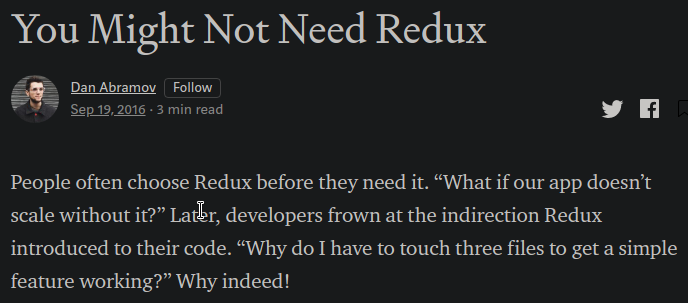 You Might Not Need Redux
Dan Abramov Follow
Sep 19, 2016 · 3 min read
People often choose Redux before they need it. “What if our app doesn’t
scale without it?” Later, developers frown at the indirection Redux
introduced to their code. “Why do I have to touch three files to get a simple
feature working?” Why indeed!